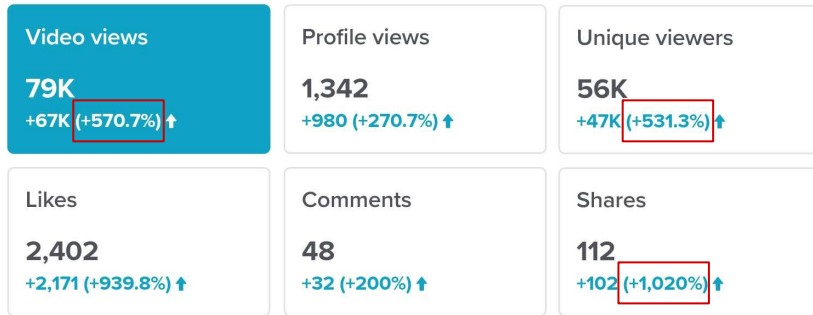 Video views
79K
+67K (+570.7%)
Profile views
1,342
+980 (+270.7%)
Unique viewers
56K
+47K (+531.3%)
Likes
2,402
+2,171 (+939.8%)
Comments
48
+32 (+200%)
Shares
112
+102 (+1,020%)